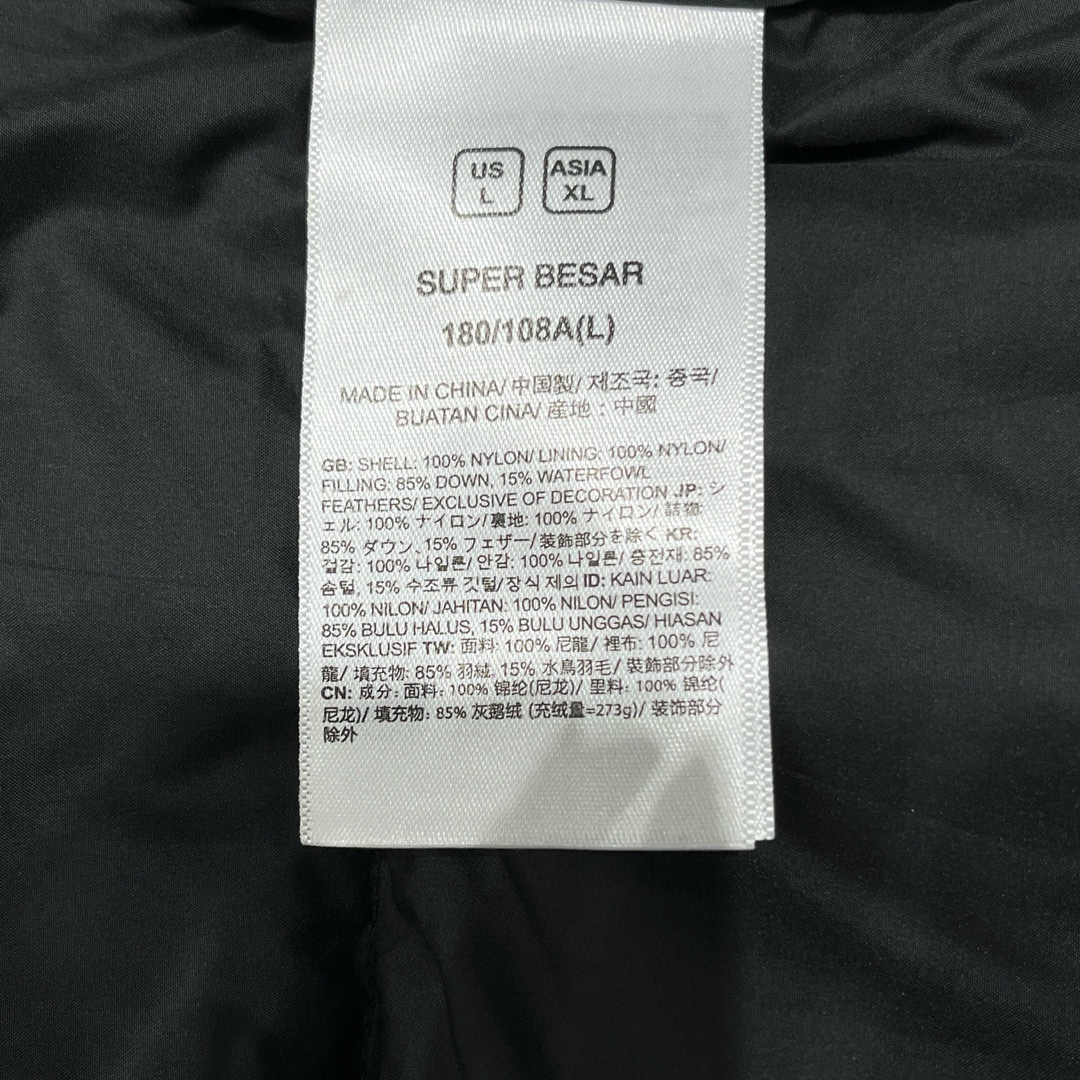 US
L
ASIA
XL
SUPER BESAR
180/108A(L)
MADE IN CHINA/ 中国製/ 제조국: 중국/
BUATAN CINA/ 産地 : 中國
GB: SHELL: 100% NYLON/ LINING: 100% NYLON/
FILLING: 85% DOWN, 15% WATERFOWL
FEATHERS/ EXCLUSIVE OF DECORATION JP: シ
ェル: 100% ナイロン/ 裏地: 100% ナイロン/ 詰物:
85% ダウン, 15% フェザー/ 装飾部分を除く KR:
겉감: 100% 나일론/ 안감: 100% 나일론/ 충전재: 85%
솜털, 15% 수조류 깃털/ 장식 제외 ID: KAIN LUAR:
100% NILON/ JAHITAN: 100% NILON/ PENGISI:
85% BULU HALUS, 15% BULU UNGGAS/ HIASAN
EKSKLUSIF TW: 面料: 100% 尼龍/ 裡布: 100% 尼
龍/ 填充物: 85% 羽絨, 15% 水鳥羽毛/ 裝飾部分除外
CN: 成分: 面料: 100% 锦纶(尼龙)/ 里料: 100% 锦纶(
尼龙)/ 填充物: 85% 灰鹅绒 (充绒量=273g)/ 装饰部分
除外